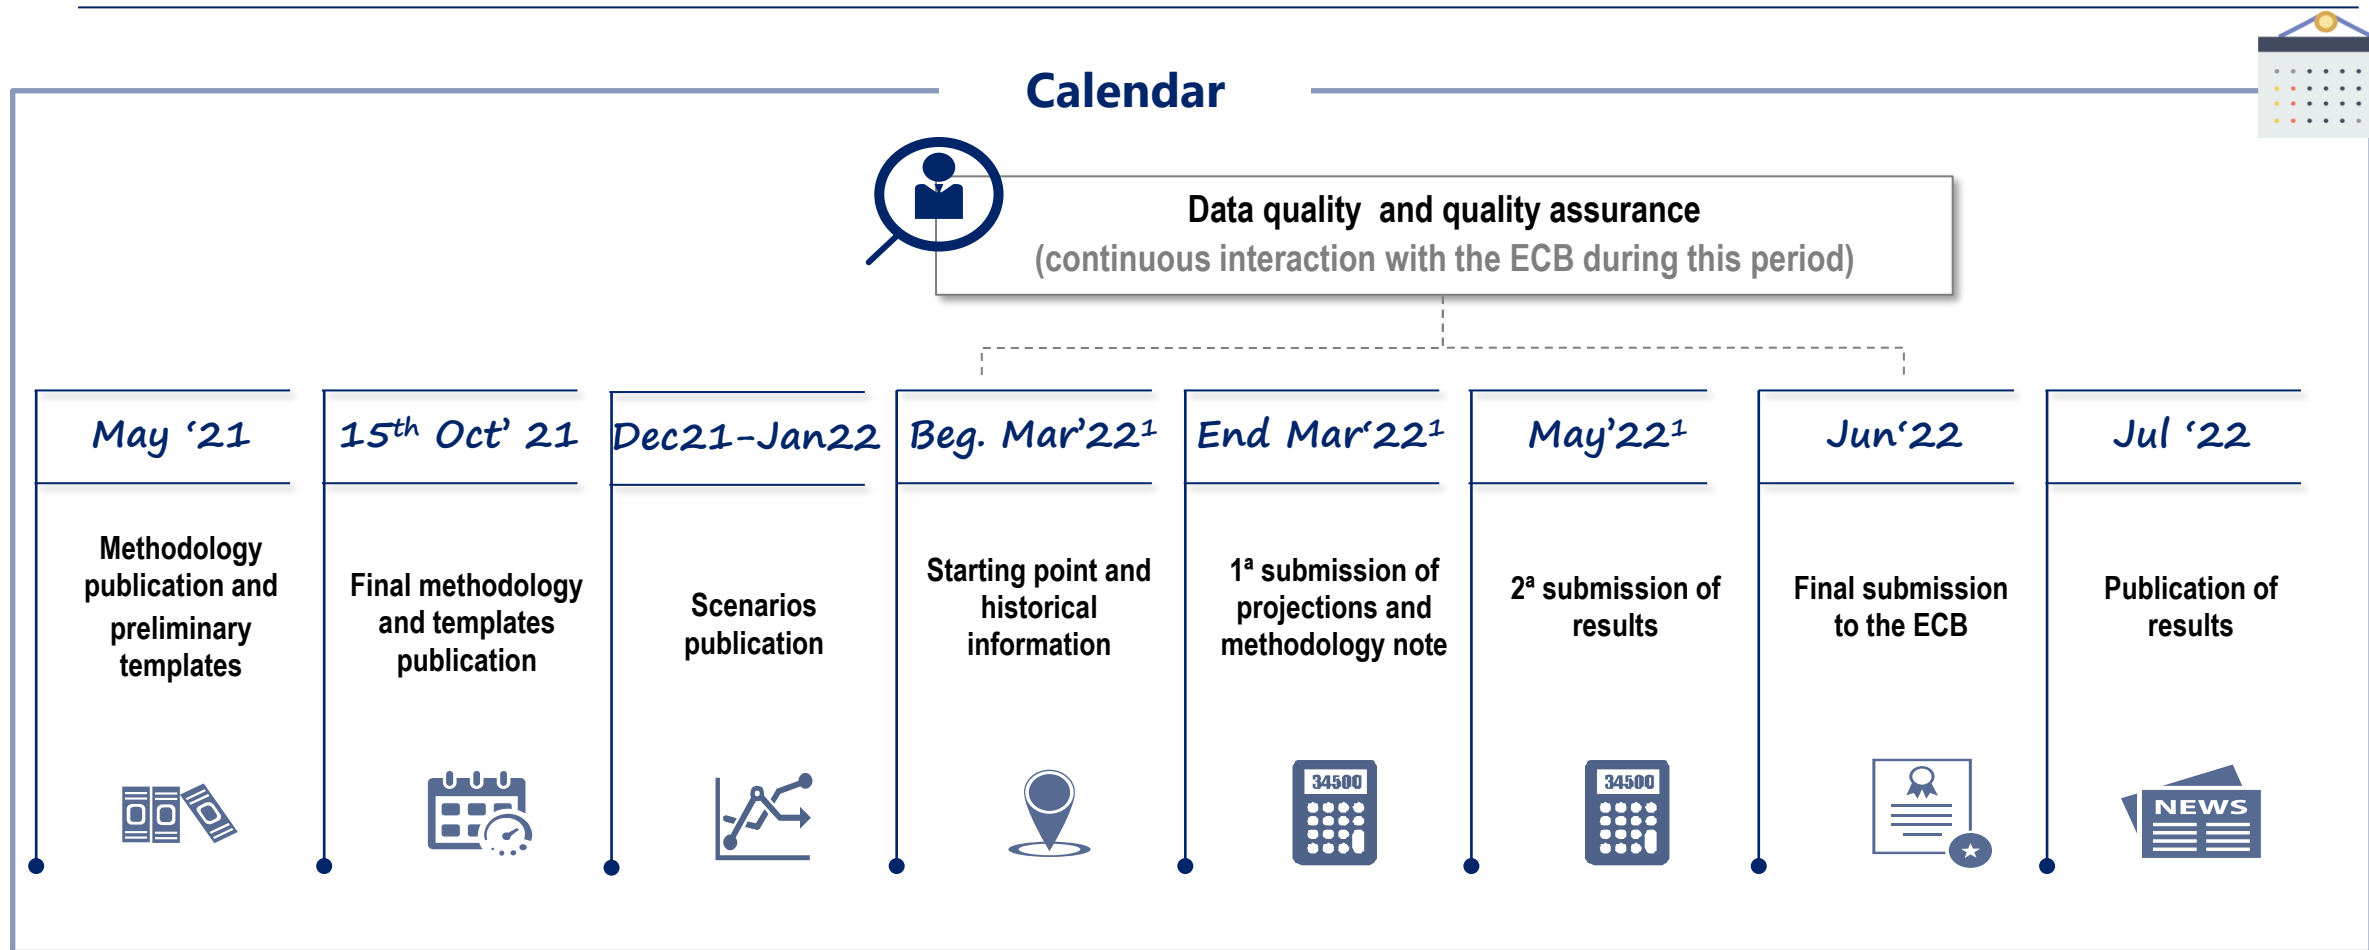 Calendar
Data quality  and quality assurance
(continuous interaction with the ECB during this period)
May ‘21
Methodology
publication and
preliminary
templates
15th Oct’ 21
Final methodology
and templates
publication
Dec21-Jan22
Scenarios
publication
Beg. Mar’22¹
Starting point and
historical
information
End Mar‘22¹
1ª submission of
projections and
methodology note
34500
May’22¹
2ª submission of
results
34500
Jun‘22
Final submission
to the ECB
Jul ‘22
Publication of
results
NEWS